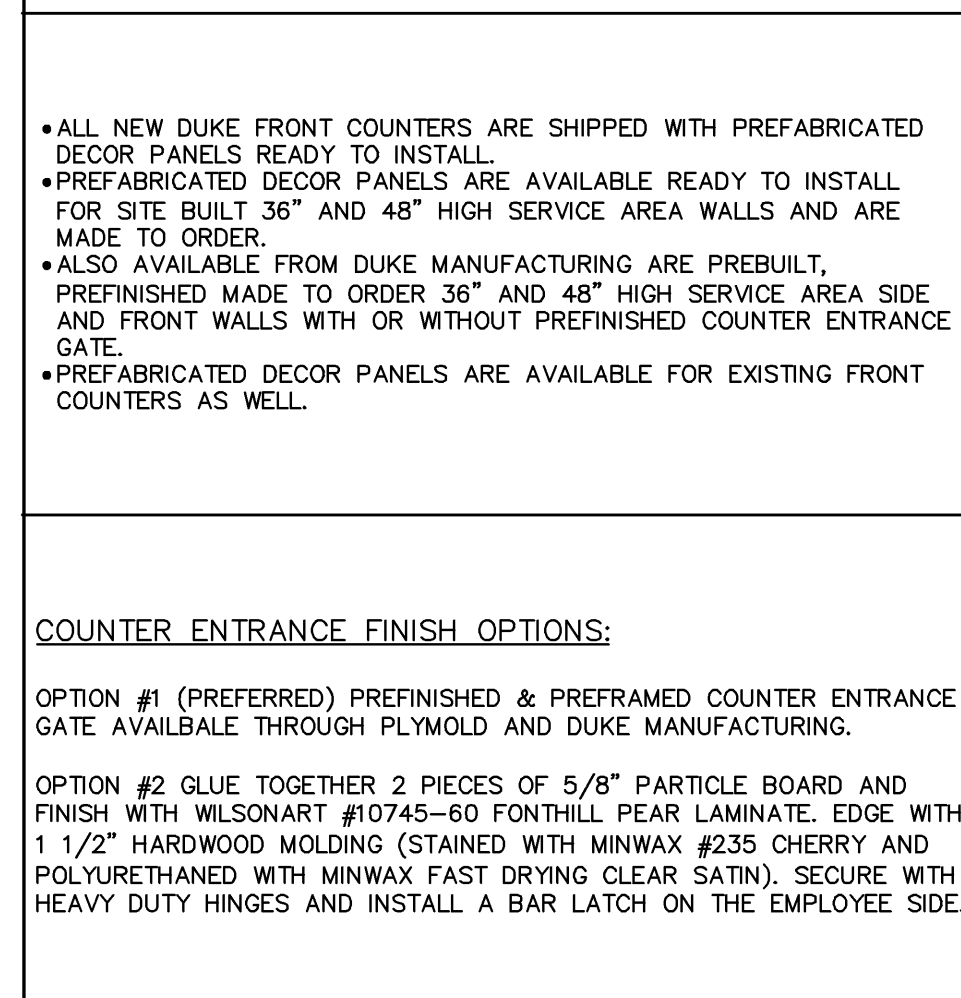 •ALL NEW DUKE FRONT COUNTERS ARE SHIPPED WITH PREFABRICATED
DECOR PANELS READY TO INSTALL.
•PREFABRICATED DECOR PANELS ARE AVAILABLE READY TO INSTALL
FOR SITE BUILT 36" AND 48" HIGH SERVICE AREA WALLS AND ARE
MADE TO ORDER.
•ALSO AVAILABLE FROM DUKE MANUFACTURING ARE PREBUILT,
PREFINISHED MADE TO ORDER 36" AND 48" HIGH SERVICE AREA SIDE
AND FRONT WALLS WITH OR WITHOUT PREFINISHED COUNTER ENTRANCE
GATE.
•PREFABRICATED DECOR PANELS ARE AVAILABLE FOR EXISTING FRONT
COUNTERS AS WELL.
COUNTER ENTRANCE FINISH OPTIONS:
OPTION #1 (PREFERRED) PREFINISHED & PREFRAMED COUNTER ENTRANCE
GATE AVAILBALE THROUGH PLYMOLD AND DUKE MANUFACTURING.
OPTION #2 GLUE TOGETHER 2 PIECES OF 5/8" PARTICLE BOARD AND
FINISH WITH WILSONART #10745-60 FONTHILL PEAR LAMINATE. EDGE WITH
1 1/2" HARDWOOD MOLDING (STAINED WITH MINWAX #235 CHERRY AND
POLYURETHANED WITH MINWAX FAST DRYING CLEAR SATIN). SECURE WITH
HEAVY DUTY HINGES AND INSTALL A BAR LATCH ON THE EMPLOYEE SIDE.